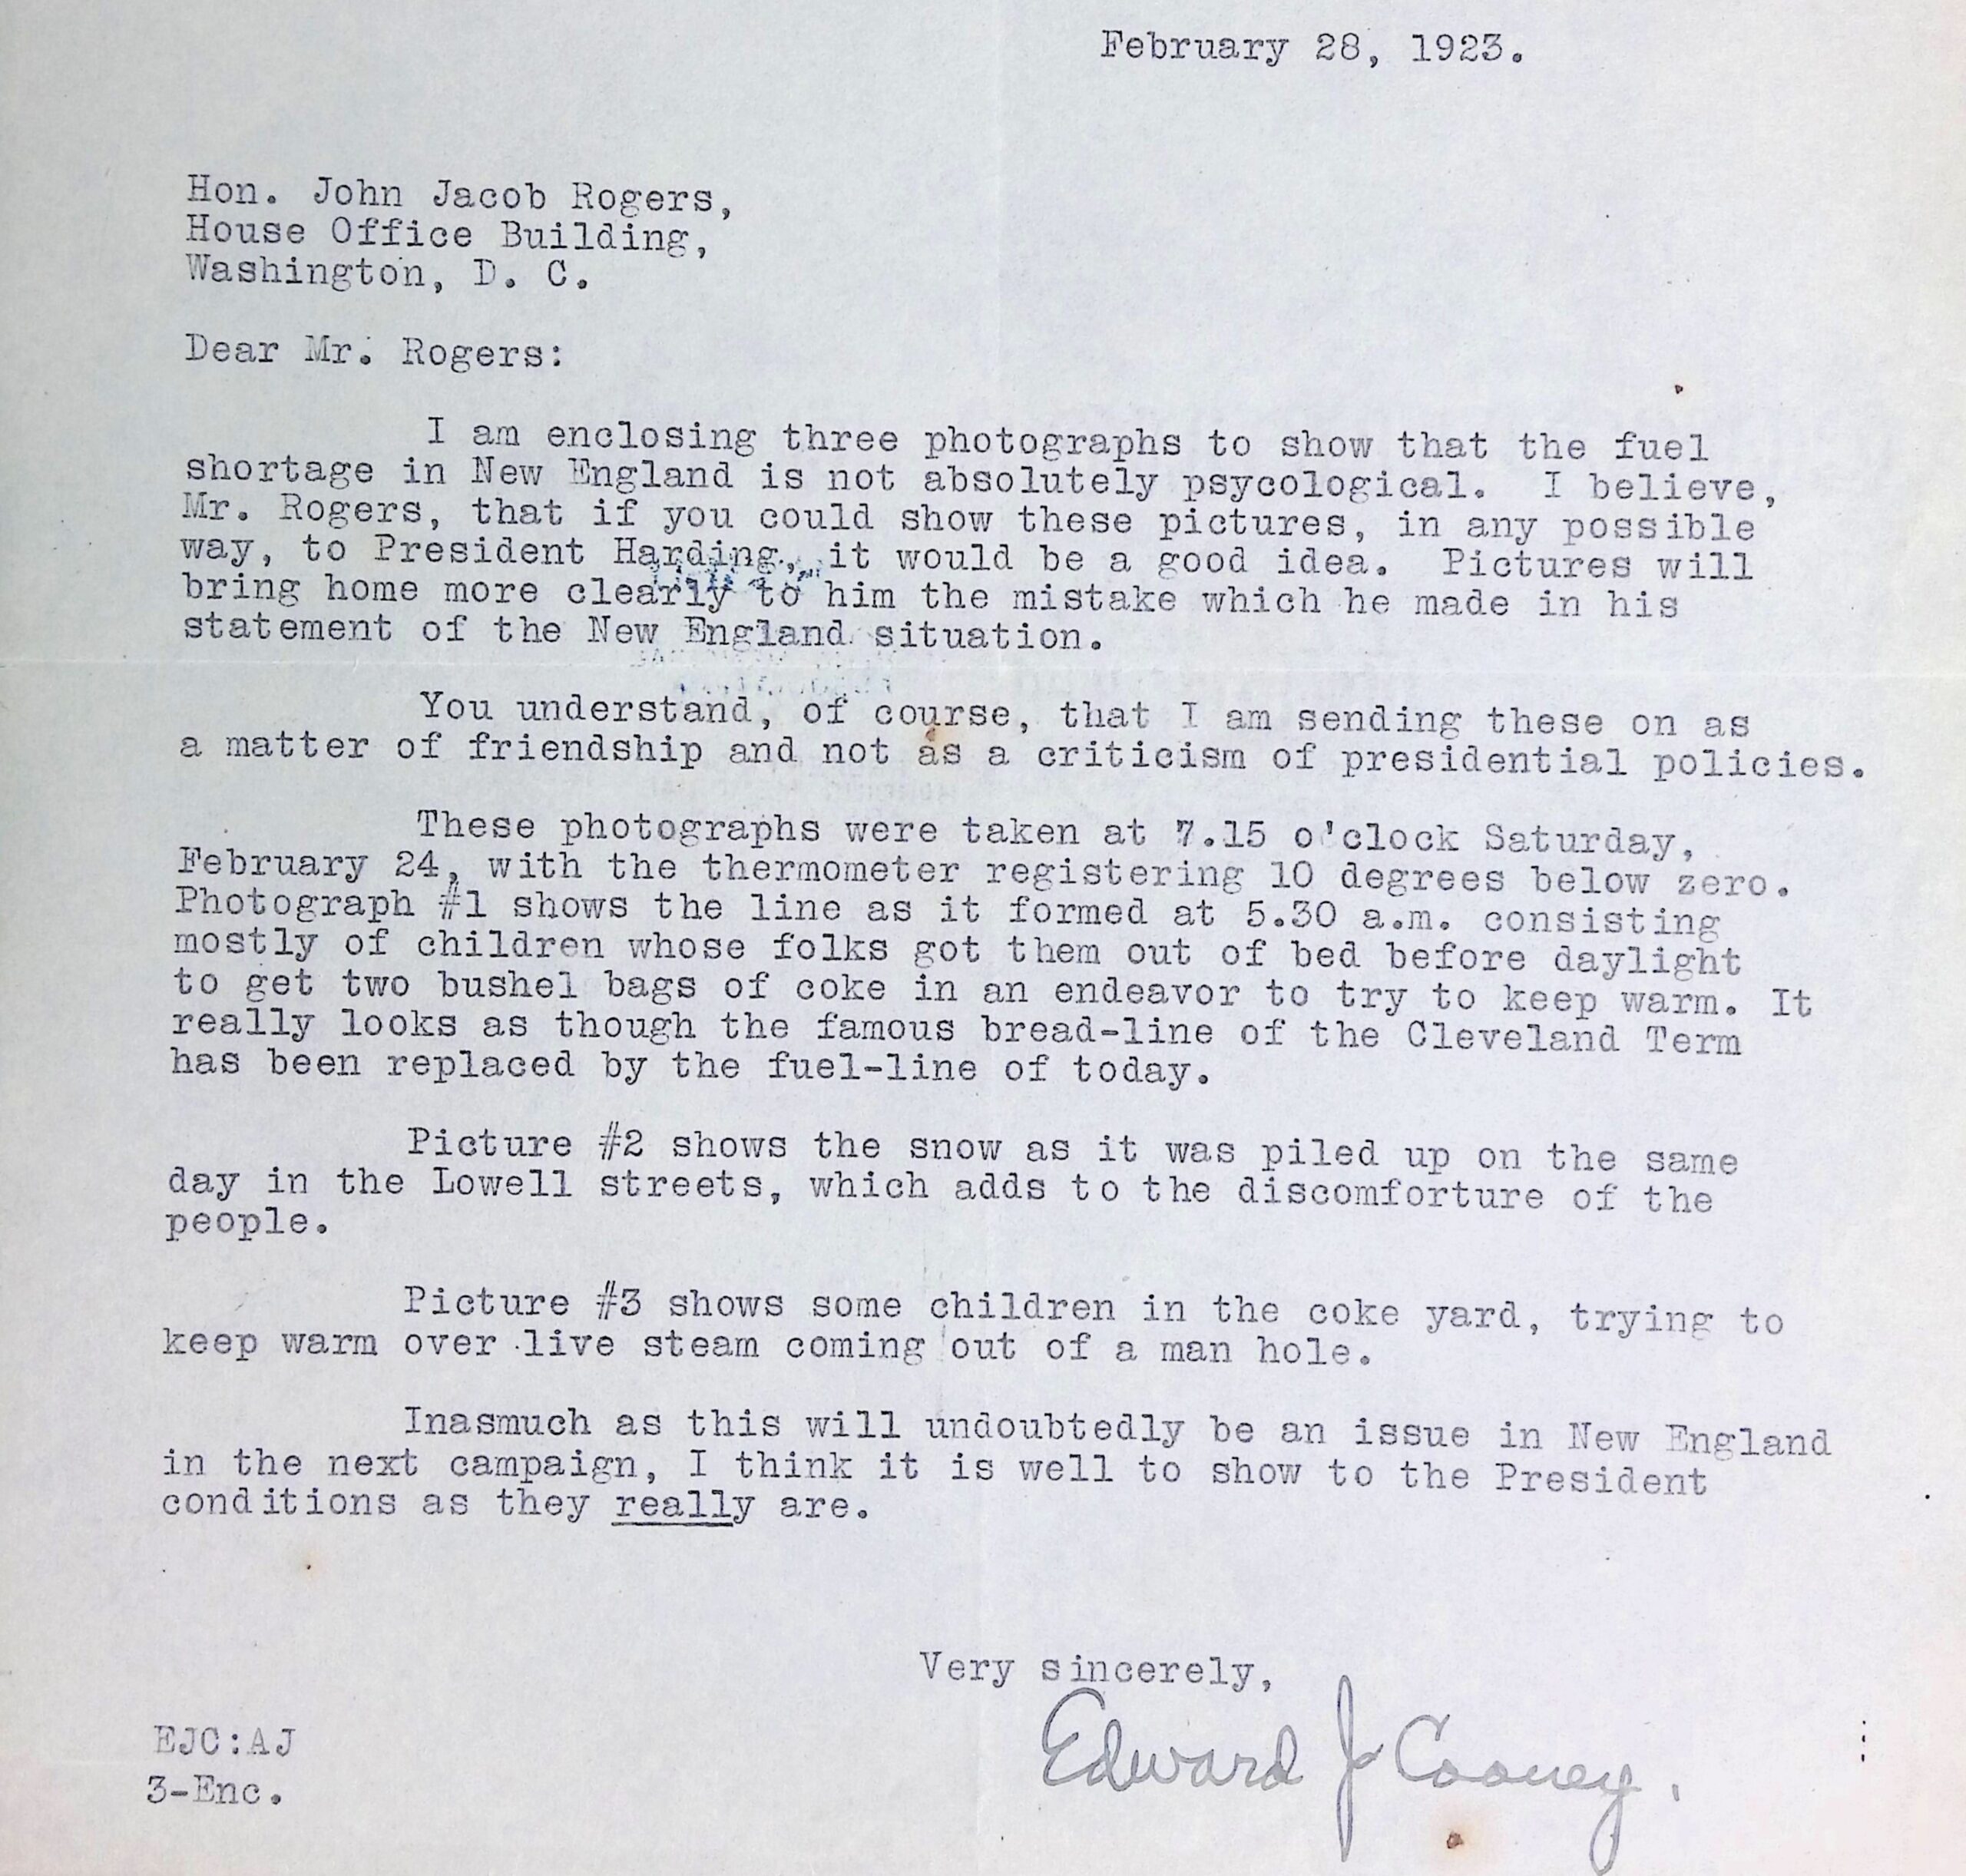 February 28, 1923.
Hon. John Jacob Rogers,
House Office Building,
Washington, D. C.
Dear Mr. Rogers:
I am enclosing three photographs to show that the fuel
shortage in New England is not absolutely psycological. I believe,
Mr. Rogers, that if you could show these pictures, in any possible
way, to President Harding, it would be a good idea. Pictures will
bring home more clearly to him the mistake which he made in his
statement of the New England situation.
You understand, of course, that I am sending these on as
a matter of friendship and not as a criticism of presidential policies.
These photographs were taken at 7.15 o'clock Saturday,
February 24, with the thermometer registering 10 degrees below zero.
Photograph #1 shows the line as it formed at 5.30 a.m. consisting
mostly of children whose folks got them out of bed before daylight
to get two bushel bags of coke in an endeavor to try to keep warm. It
really looks as though the famous bread-line of the Cleveland Term
has been replaced by the fuel-line of today.
Picture #2 shows the snow as it was piled up on the same
day in the Lowell streets, which adds to the discomforture of the
people.
Picture #3 shows some children in the coke yard, trying to
keep warm over live steam coming out of a man hole.
Inasmuch as this will undoubtedly be an issue in New England
in the next campaign, I think it is well to show to the President
conditions as they really are.
Very sincerely,
Edward J Cooney.
EJC:AJ
3-Enc.